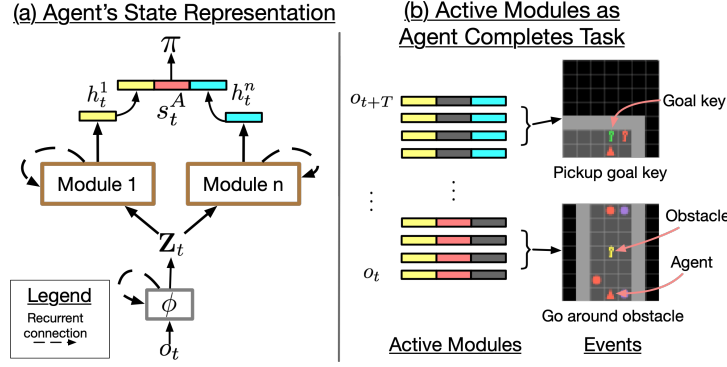 (a) Agent's State Representation
π
h_t^1
s_t^A
h_t^n
Module 1
Module n
Z_t
ϕ
o_t
Legend
Recurrent
connection
(b) Active Modules as
Agent Completes Task
o_{t+T}
⋮
⋮
o_t
Goal key
Pickup goal key
Obstacle
Agent
Go around obstacle
Active Modules
Events